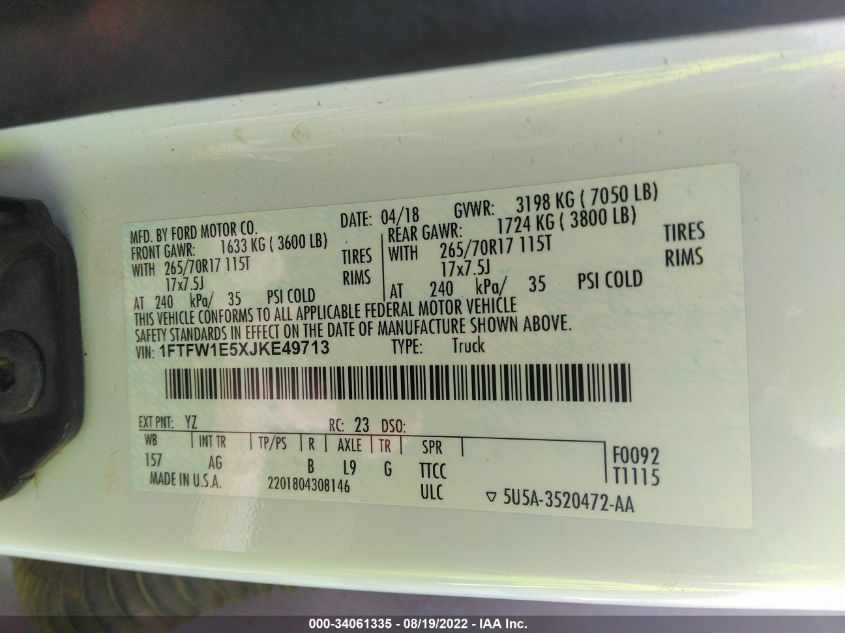 MFD. BY FORD MOTOR CO. DATE: 04/18 GVWR: 3198 KG ( 7050 LB)
FRONT GAWR: 1633 KG ( 3600 LB) REAR GAWR: 1724 KG ( 3800 LB)
WITH 265/70R17 115T TIRES WITH 265/70R17 115T TIRES
17x7.5J RIMS 17x7.5J RIMS
AT 240 kPa/ 35 PSI COLD AT 240 kPa/ 35 PSI COLD
THIS VEHICLE CONFORMS TO ALL APPLICABLE FEDERAL MOTOR VEHICLE
SAFETY STANDARDS IN EFFECT ON THE DATE OF MANUFACTURE SHOWN ABOVE.
VIN: 1FTFW1E5XJKE49713 TYPE: Truck
EXT PNT: YZ RC: 23 DSO:
WB INT TR TP/PS R AXLE TR SPR F0092
157 AG B L9 G TTCC T1115
MADE IN U.S.A. 2201804308146 ULC ▽ 5U5A-3520472-AA
000-34061335 - 08/19/2022 - IAA Inc.